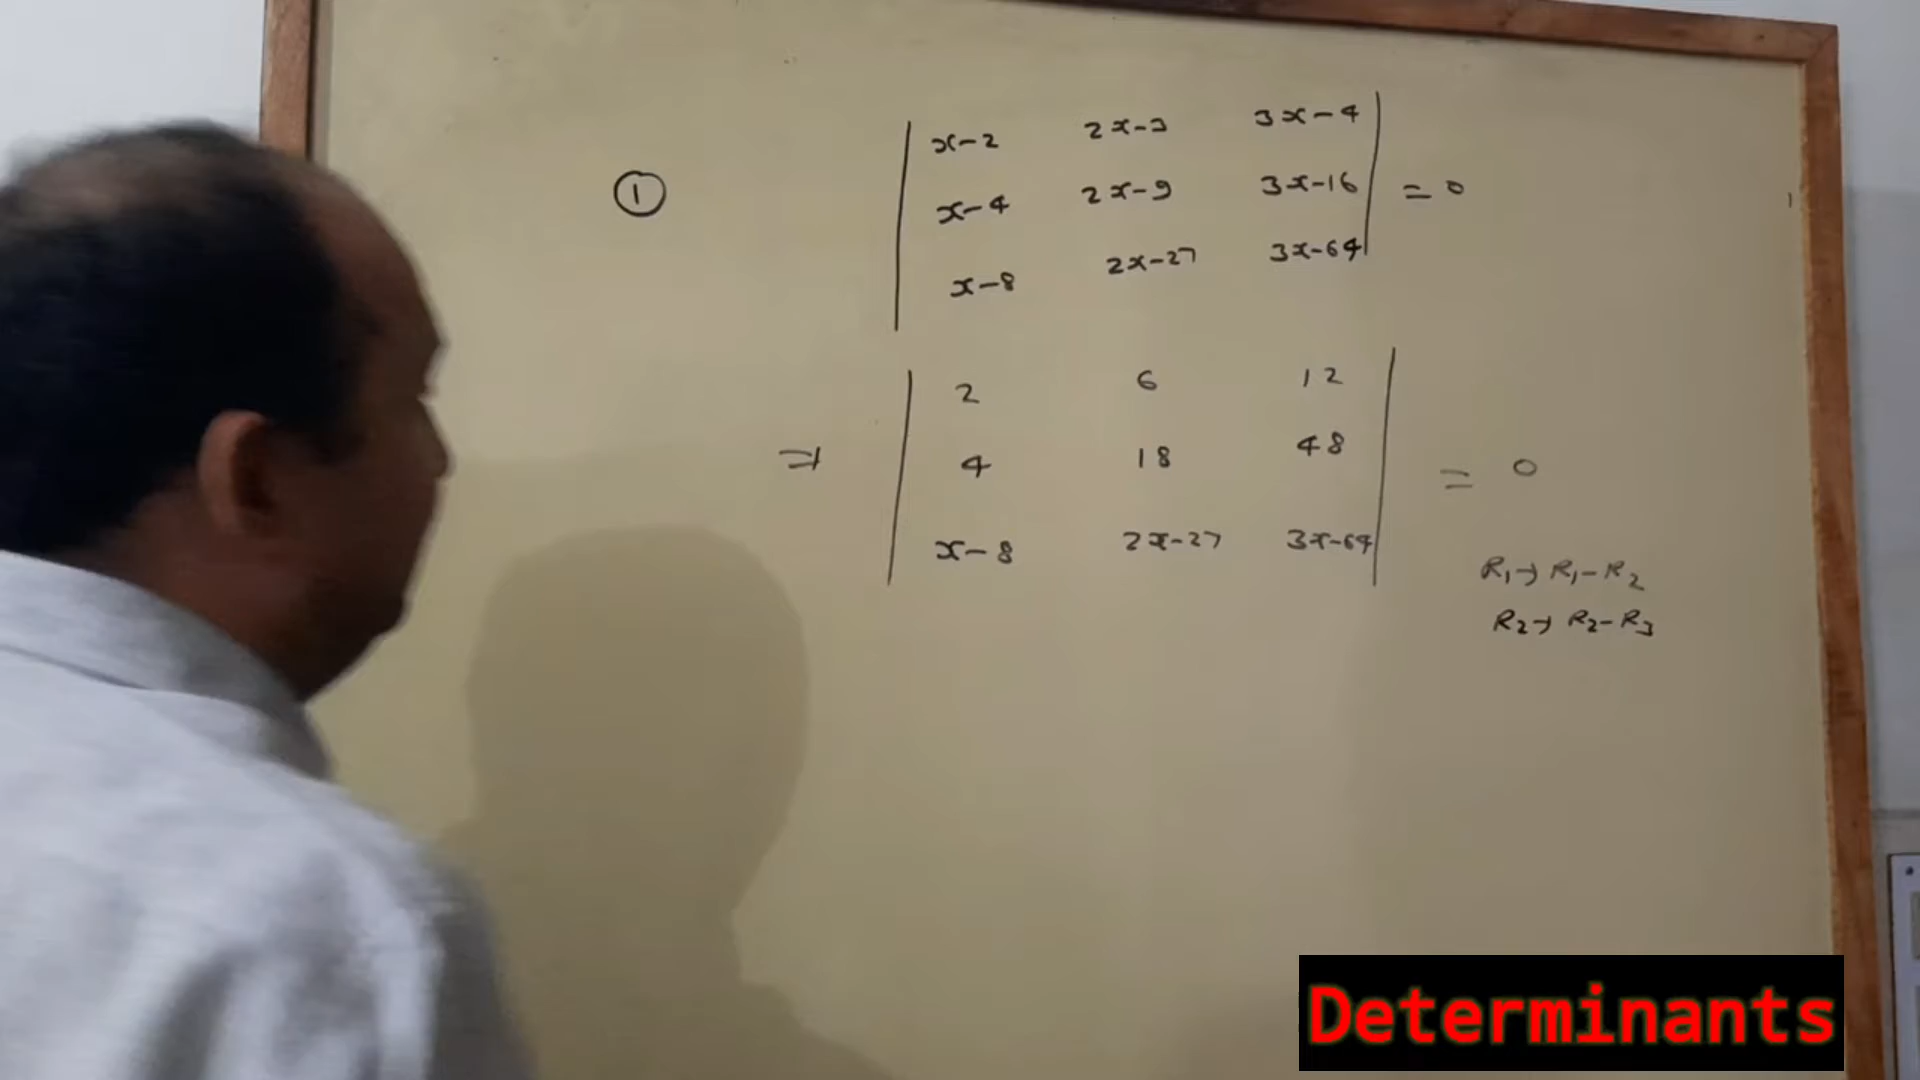 ① | x-2 2x-3 3x-4 |
| x-4 2x-9 3x-16 | = 0
| x-8 2x-27 3x-64 |
| 2 6 12 |
⇒ | 4 18 48 | = 0
| x-8 2x-27 3x-64 |
R₁→ R₁-R₂
R₂→ R₂-R₃
Determinants